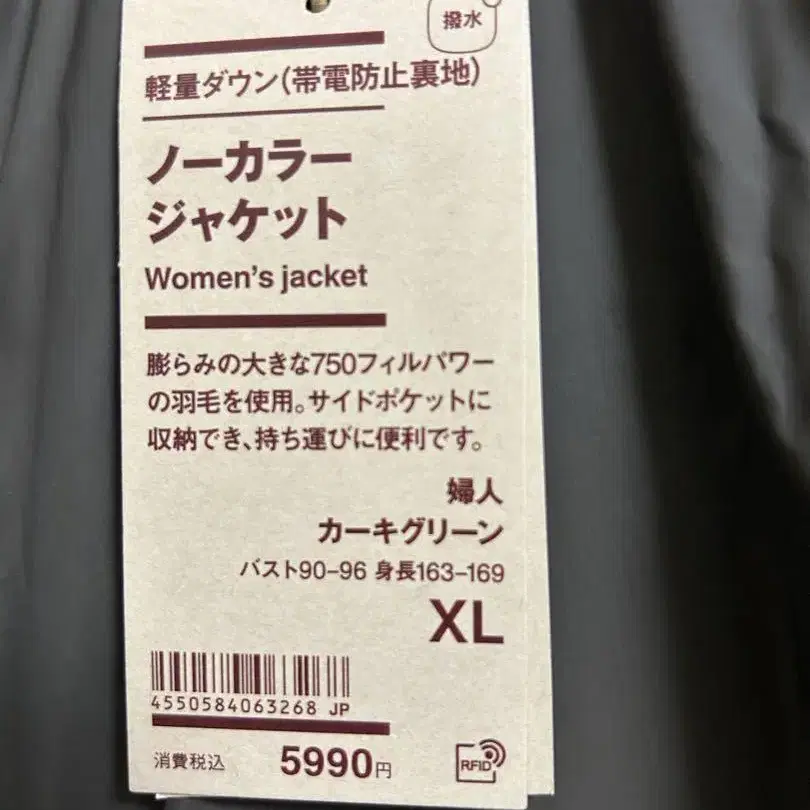 撥水
軽量ダウン(帯電防止裏地)
ノーカラー
ジャケット
Women's jacket
膨らみの大きな750フィルパワー
の羽毛を使用。サイドポケットに
収納でき、持ち運びに便利です。
婦人
カーキグリーン
バスト90-96 身長163-169
XL
4550584063268 JP
消費税込 5990円
RFID